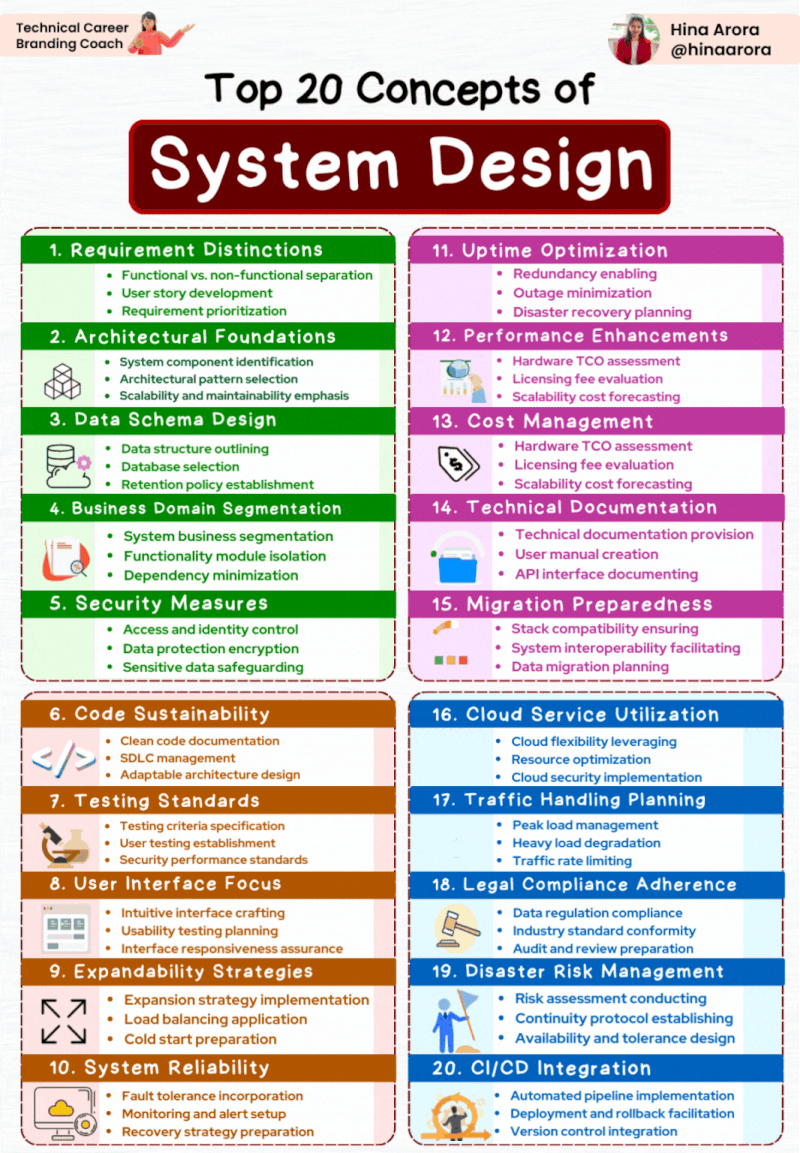 Technical Career
Branding Coach
Hina Arora
@hinaarora
Top 20 Concepts of
System Design
1. Requirement Distinctions
• Functional vs. non-functional separation
• User story development
• Requirement prioritization
2. Architectural Foundations
• System component identification
• Architectural pattern selection
• Scalability and maintainability emphasis
3. Data Schema Design
• Data structure outlining
• Database selection
• Retention policy establishment
4. Business Domain Segmentation
• System business segmentation
• Functionality module isolation
• Dependency minimization
5. Security Measures
• Access and identity control
• Data protection encryption
• Sensitive data safeguarding
6. Code Sustainability
• Clean code documentation
• SDLC management
• Adaptable architecture design
7. Testing Standards
• Testing criteria specification
• User testing establishment
• Security performance standards
8. User Interface Focus
• Intuitive interface crafting
• Usability testing planning
• Interface responsiveness assurance
9. Expandability Strategies
• Expansion strategy implementation
• Load balancing application
• Cold start preparation
10. System Reliability
• Fault tolerance incorporation
• Monitoring and alert setup
• Recovery strategy preparation
11. Uptime Optimization
• Redundancy enabling
• Outage minimization
• Disaster recovery planning
12. Performance Enhancements
• Hardware TCO assessment
• Licensing fee evaluation
• Scalability cost forecasting
13. Cost Management
• Hardware TCO assessment
• Licensing fee evaluation
• Scalability cost forecasting
14. Technical Documentation
• Technical documentation provision
• User manual creation
• API interface documenting
15. Migration Preparedness
• Stack compatibility ensuring
• System interoperability facilitating
• Data migration planning
16. Cloud Service Utilization
• Cloud flexibility leveraging
• Resource optimization
• Cloud security implementation
17. Traffic Handling Planning
• Peak load management
• Heavy load degradation
• Traffic rate limiting
18. Legal Compliance Adherence
• Data regulation compliance
• Industry standard conformity
• Audit and review preparation
19. Disaster Risk Management
• Risk assessment conducting
• Continuity protocol establishing
• Availability and tolerance design
20. CI/CD Integration
• Automated pipeline implementation
• Deployment and rollback facilitation
• Version control integration